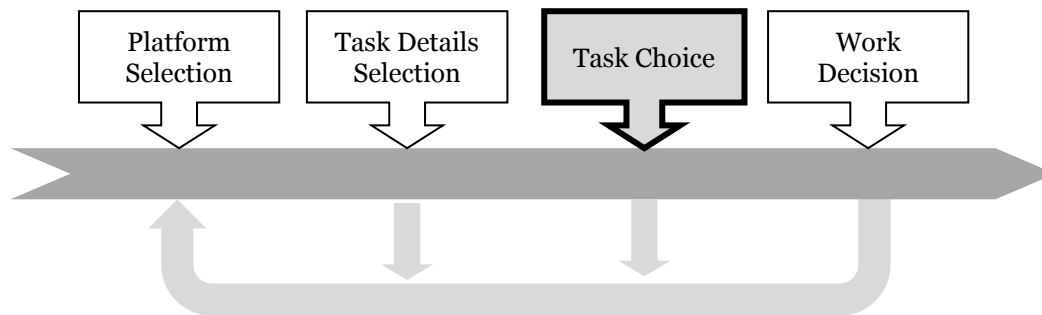 Platform
Selection
Task Details
Selection
Task Choice
Work
Decision